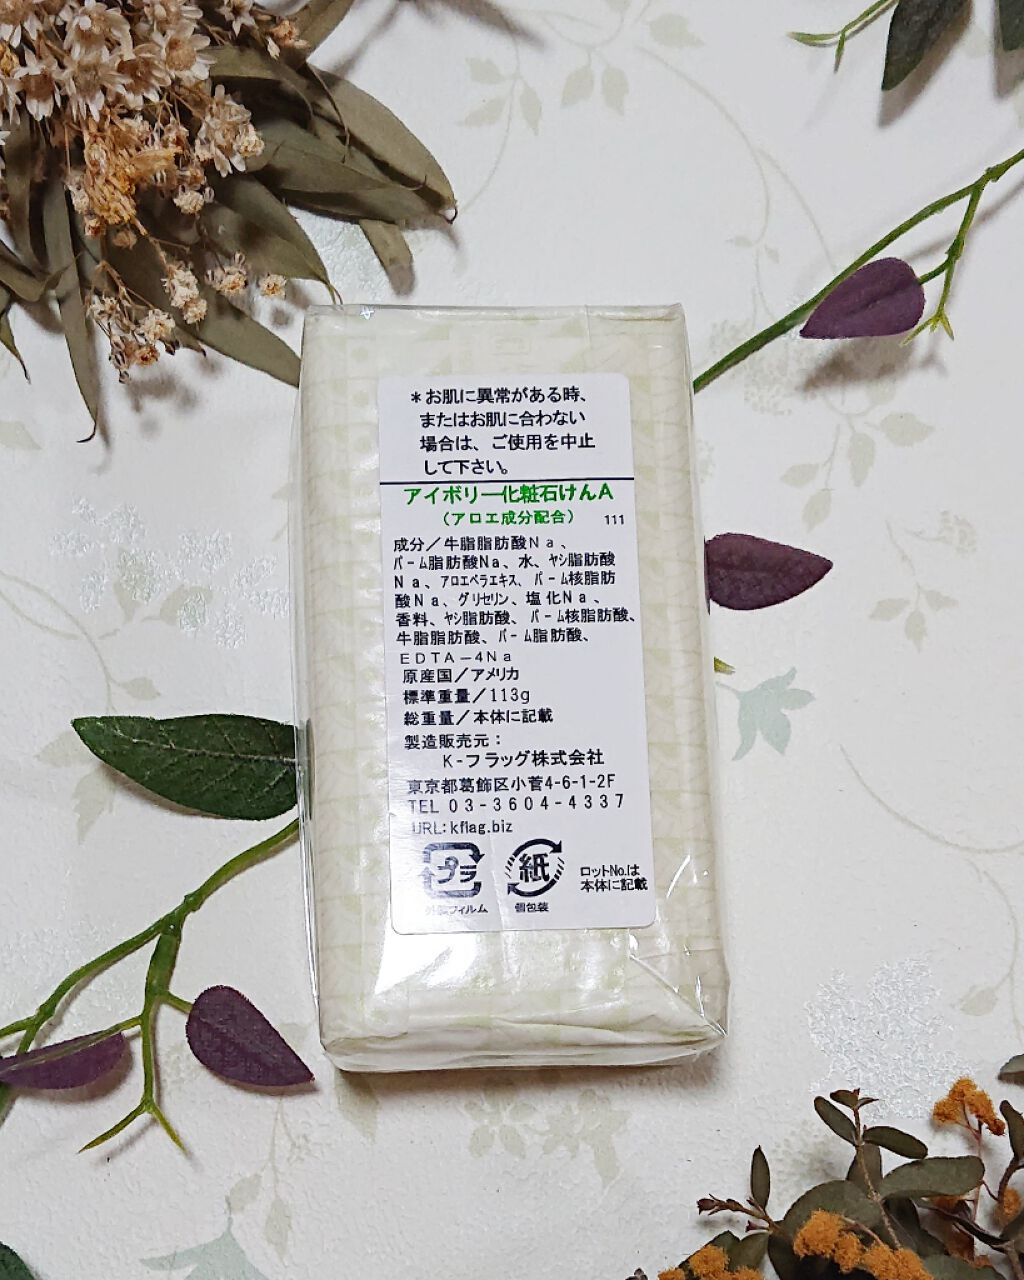 ＊お肌に異常がある時、
またはお肌に合わない
場合は、ご使用を中止
して下さい。
アイボリー化粧石けんA
（アロエ成分配合） 111
成分／牛脂脂肪酸Ｎａ、
パーム脂肪酸Na、水、ヤシ脂肪酸
Ｎａ、アロエベラエキス、パーム核脂肪
酸Ｎａ、グリセリン、塩化Ｎａ、
香料、ヤシ脂肪酸、パーム核脂肪酸、
牛脂脂肪酸、パーム脂肪酸、
ＥＤＴＡ－４Ｎａ
原産国／アメリカ
標準重量／113g
総重量／本体に記載
製造販売元：
K-フラッグ株式会社
東京都葛飾区小菅4-6-1-2F
TEL ０３－３６０４－４３３７
URL:kflag.biz
プラ 紙
ロットNo.は
本体に記載
外装フィルム 個包装